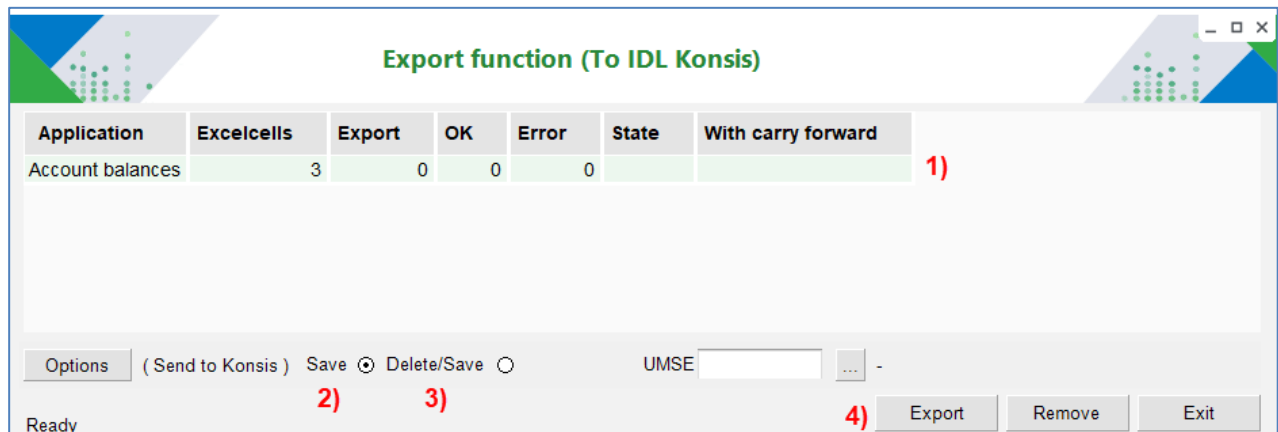 Export function (To IDL Konsis)
Application Excelcells Export OK Error State With carry forward
Account balances 3 0 0 0 1)
Options ( Send to Konsis ) Save Delete/Save UMSE ... -
2) 3)
4) Export Remove Exit
Ready